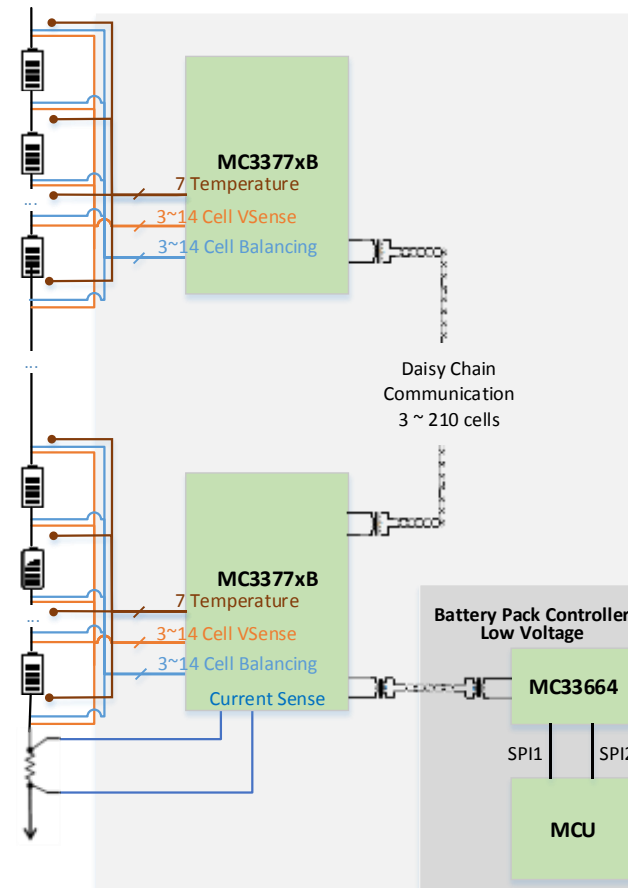 MC3377xB
7 Temperature
3~14 Cell VSense
3~14 Cell Balancing
...
...
Daisy Chain
Communication
3 ~ 210 cells
MC3377xB
7 Temperature
...
3~14 Cell VSense
3~14 Cell Balancing
Current Sense
Battery Pack Controller
Low Voltage
MC33664
SPI1
SPI2
MCU